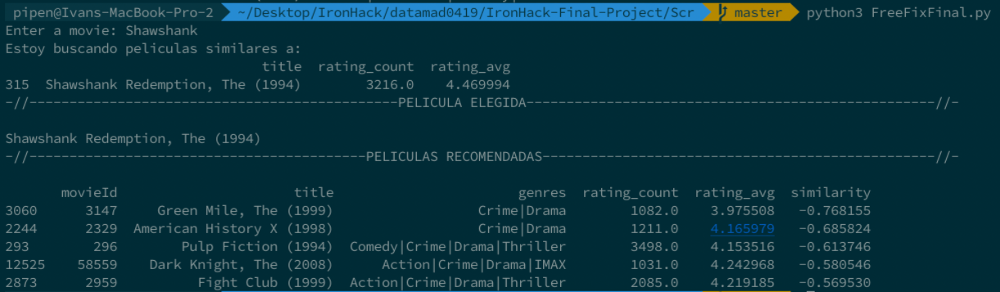 pipen@Ivans-MacBook-Pro-2 ~/Desktop/IronHack/datamad0419/IronHack-Final-Project/Scr master python3 FreeFixFinal.py
Enter a movie: Shawshank
Estoy buscando peliculas similares a:
title rating_count rating_avg
315 Shawshank Redemption, The (1994) 3216.0 4.469994
-//---------------------------------------------PELICULA ELEGIDA--------------------------------------------------//-
Shawshank Redemption, The (1994)
-//-----------------------------------------PELICULAS RECOMENDADAS------------------------------------------------//-
movieId title genres rating_count rating_avg similarity
3060 3147 Green Mile, The (1999) Crime|Drama 1082.0 3.975508 -0.768155
2244 2329 American History X (1998) Crime|Drama 1211.0 4.165979 -0.685824
293 296 Pulp Fiction (1994) Comedy|Crime|Drama|Thriller 3498.0 4.153516 -0.613746
12525 58559 Dark Knight, The (2008) Action|Crime|Drama|IMAX 1031.0 4.242968 -0.580546
2873 2959 Fight Club (1999) Action|Crime|Drama|Thriller 2085.0 4.219185 -0.569530